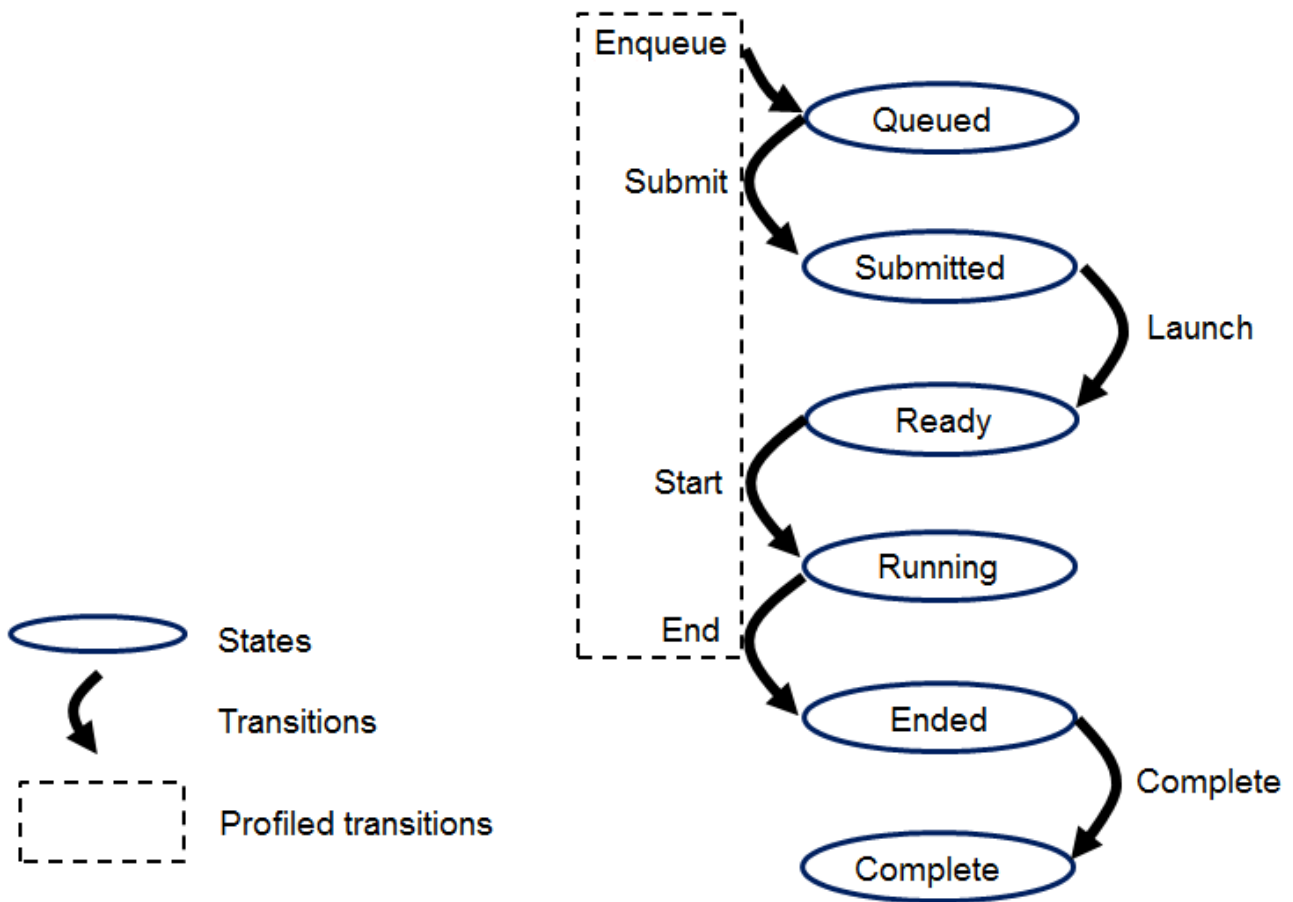 Enqueue
Queued
Submit
Submitted
Launch
Ready
Start
Running
End
Ended
Complete
Complete
States
Transitions
Profiled transitions